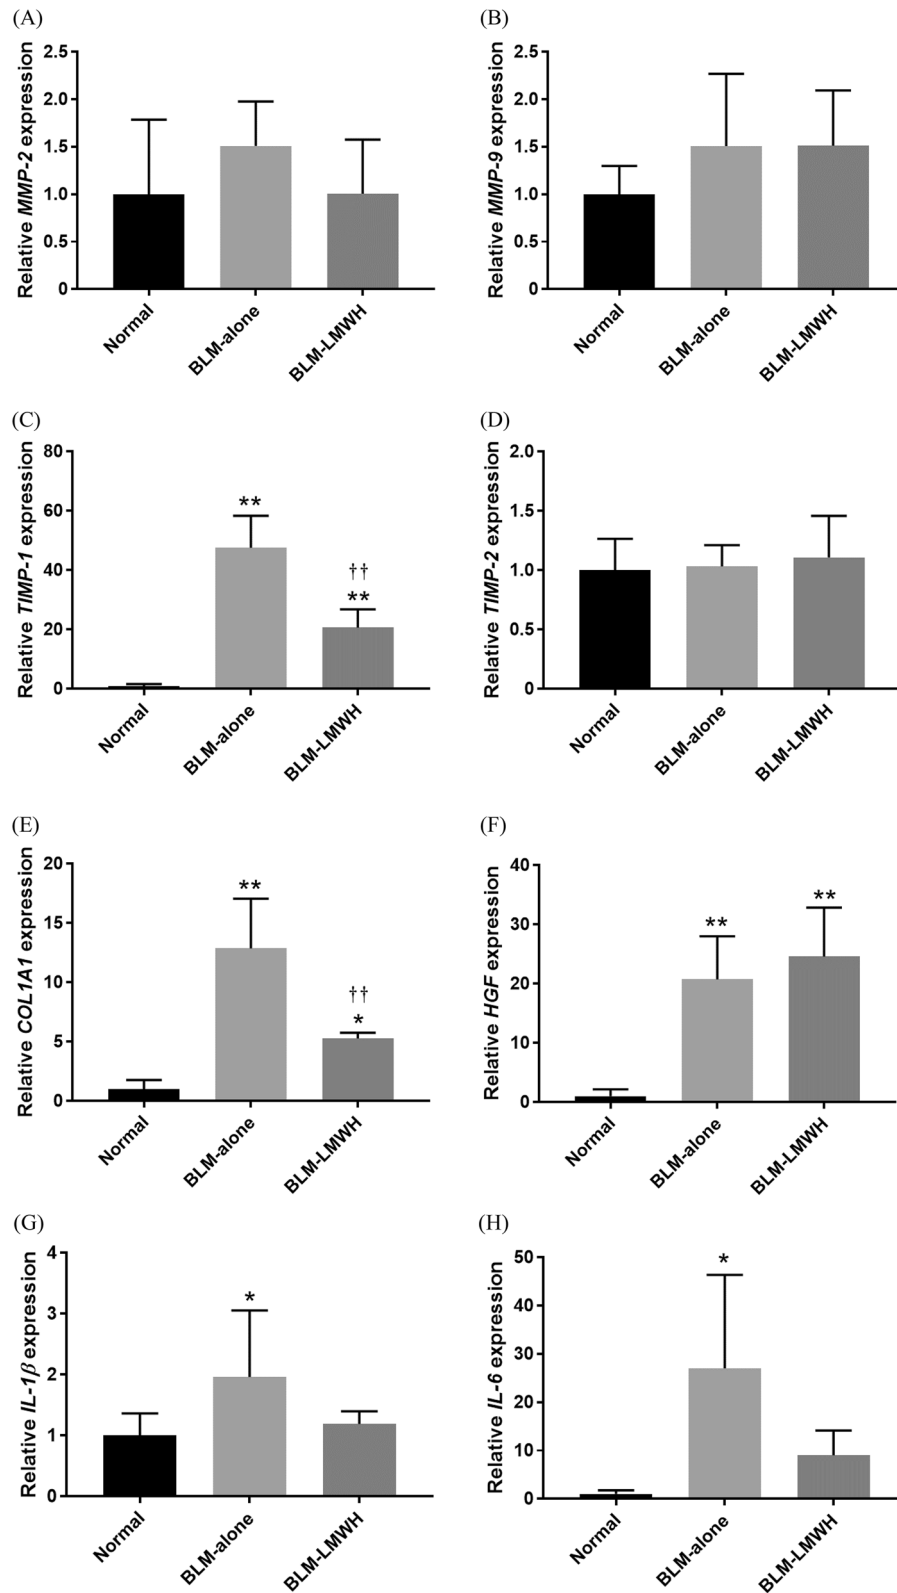 (A)
Relative MMP-2 expression
2.5
2.0
1.5
1.0
0.5
0
Normal
BLM-alone
BLM-LMWH
(B)
Relative MMP-9 expression
2.5
2.0
1.5
1.0
0.5
0
Normal
BLM-alone
BLM-LMWH
(C)
Relative TIMP-1 expression
80
60
40
20
0
**
††
**
Normal
BLM-alone
BLM-LMWH
(D)
Relative TIMP-2 expression
2.0
1.5
1.0
0.5
0
Normal
BLM-alone
BLM-LMWH
(E)
Relative COL1A1 expression
20
15
10
5
0
**
††
*
Normal
BLM-alone
BLM-LMWH
(F)
Relative HGF expression
40
30
20
10
0
**
**
Normal
BLM-alone
BLM-LMWH
(G)
Relative IL-1β expression
4
3
2
1
0
*
Normal
BLM-alone
BLM-LMWH
(H)
Relative IL-6 expression
50
40
30
20
10
0
*
Normal
BLM-alone
BLM-LMWH